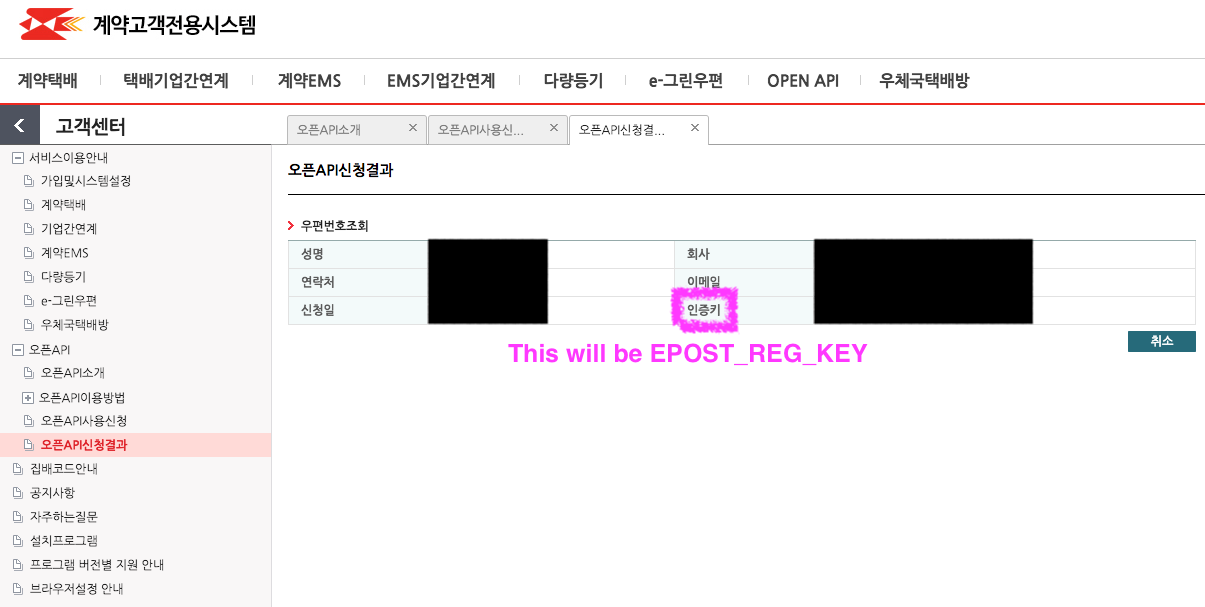 계약고객전용시스템
계약택배 택배기업간연계 계약EMS EMS기업간연계 다량등기 e-그린우편 OPEN API 우체국택배방
고객센터
오픈API소개 오픈API사용신... 오픈API신청결...
서비스이용안내
가입및시스템설정
계약택배
기업간연계
계약EMS
다량등기
e-그린우편
우체국택배방
오픈API
오픈API소개
오픈API이용방법
오픈API사용신청
오픈API신청결과
집배코드안내
공지사항
자주하는질문
설치프로그램
프로그램 버전별 지원 안내
브라우저설정 안내
오픈API신청결과
우편번호조회
성명 회사
연락처 이메일
신청일 인증키
취소
This will be EPOST_REG_KEY